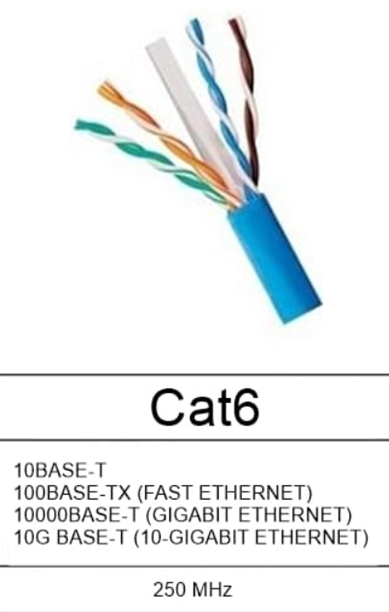 Cat6
10BASE-T
100BASE-TX (FAST ETHERNET)
10000BASE-T (GIGABIT ETHERNET)
10G BASE-T (10-GIGABIT ETHERNET)
250 MHz